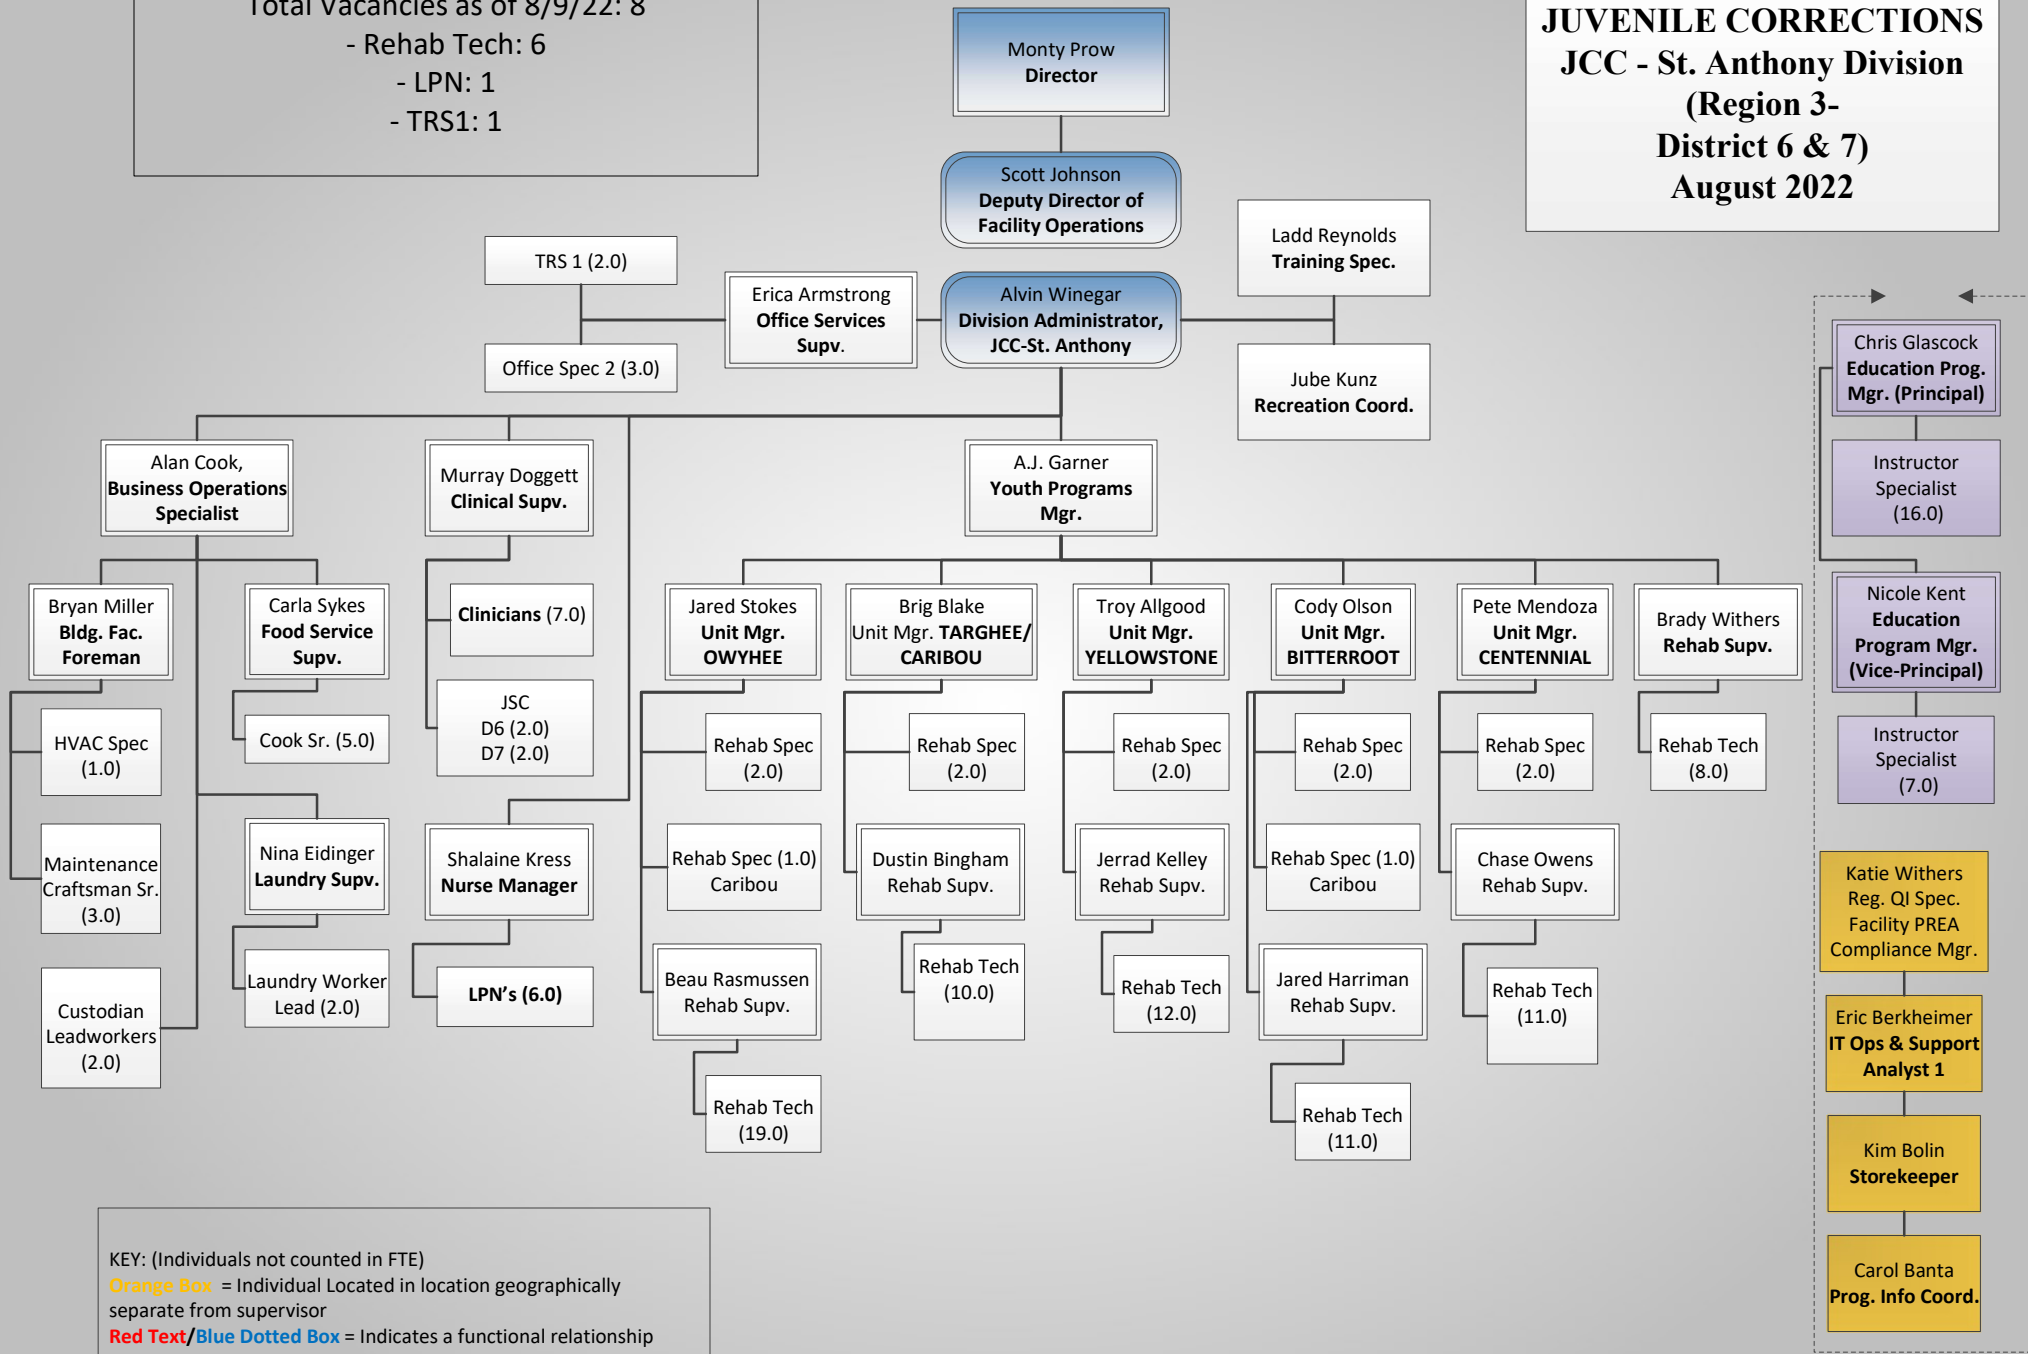 Total Vacancies as of 8/9/22: 8
- Rehab Tech: 6
- LPN: 1
- TRS1: 1
JUVENILE CORRECTIONS
JCC - St. Anthony Division
(Region 3-
District 6 & 7)
August 2022
Monty Prow
Director
Scott Johnson
Deputy Director of
Facility Operations
TRS 1 (2.0)
Office Spec 2 (3.0)
Erica Armstrong
Office Services
Supv.
Alvin Winegar
Division Administrator,
JCC-St. Anthony
Ladd Reynolds
Training Spec.
Jube Kunz
Recreation Coord.
Alan Cook,
Business Operations
Specialist
Murray Doggett
Clinical Supv.
A.J. Garner
Youth Programs
Mgr.
Bryan Miller
Bldg. Fac.
Foreman
HVAC Spec
(1.0)
Maintenance
Craftsman Sr.
(3.0)
Custodian
Leadworkers
(2.0)
Carla Sykes
Food Service
Supv.
Cook Sr. (5.0)
Nina Eidinger
Laundry Supv.
Laundry Worker
Lead (2.0)
Clinicians (7.0)
JSC
D6 (2.0)
D7 (2.0)
Shalaine Kress
Nurse Manager
LPN’s (6.0)
Jared Stokes
Unit Mgr.
OWYHEE
Rehab Spec
(2.0)
Rehab Spec (1.0)
Caribou
Beau Rasmussen
Rehab Supv.
Rehab Tech
(19.0)
Brig Blake
Unit Mgr. TARGHEE/
CARIBOU
Rehab Spec
(2.0)
Dustin Bingham
Rehab Supv.
Rehab Tech
(10.0)
Troy Allgood
Unit Mgr.
YELLOWSTONE
Rehab Spec
(2.0)
Jerrad Kelley
Rehab Supv.
Rehab Tech
(12.0)
Cody Olson
Unit Mgr.
BITTERROOT
Rehab Spec
(2.0)
Rehab Spec (1.0)
Caribou
Jared Harriman
Rehab Supv.
Rehab Tech
(11.0)
Pete Mendoza
Unit Mgr.
CENTENNIAL
Rehab Spec
(2.0)
Chase Owens
Rehab Supv.
Rehab Tech
(11.0)
Brady Withers
Rehab Supv.
Rehab Tech
(8.0)
Chris Glascock
Education Prog.
Mgr. (Principal)
Instructor
Specialist
(16.0)
Nicole Kent
Education
Program Mgr.
(Vice-Principal)
Instructor
Specialist
(7.0)
Katie Withers
Reg. QI Spec.
Facility PREA
Compliance Mgr.
Eric Berkheimer
IT Ops & Support
Analyst 1
Kim Bolin
Storekeeper
Carol Banta
Prog. Info Coord.
KEY: (Individuals not counted in FTE)
Orange Box = Individual Located in location geographically
separate from supervisor
Red Text/Blue Dotted Box = Indicates a functional relationship